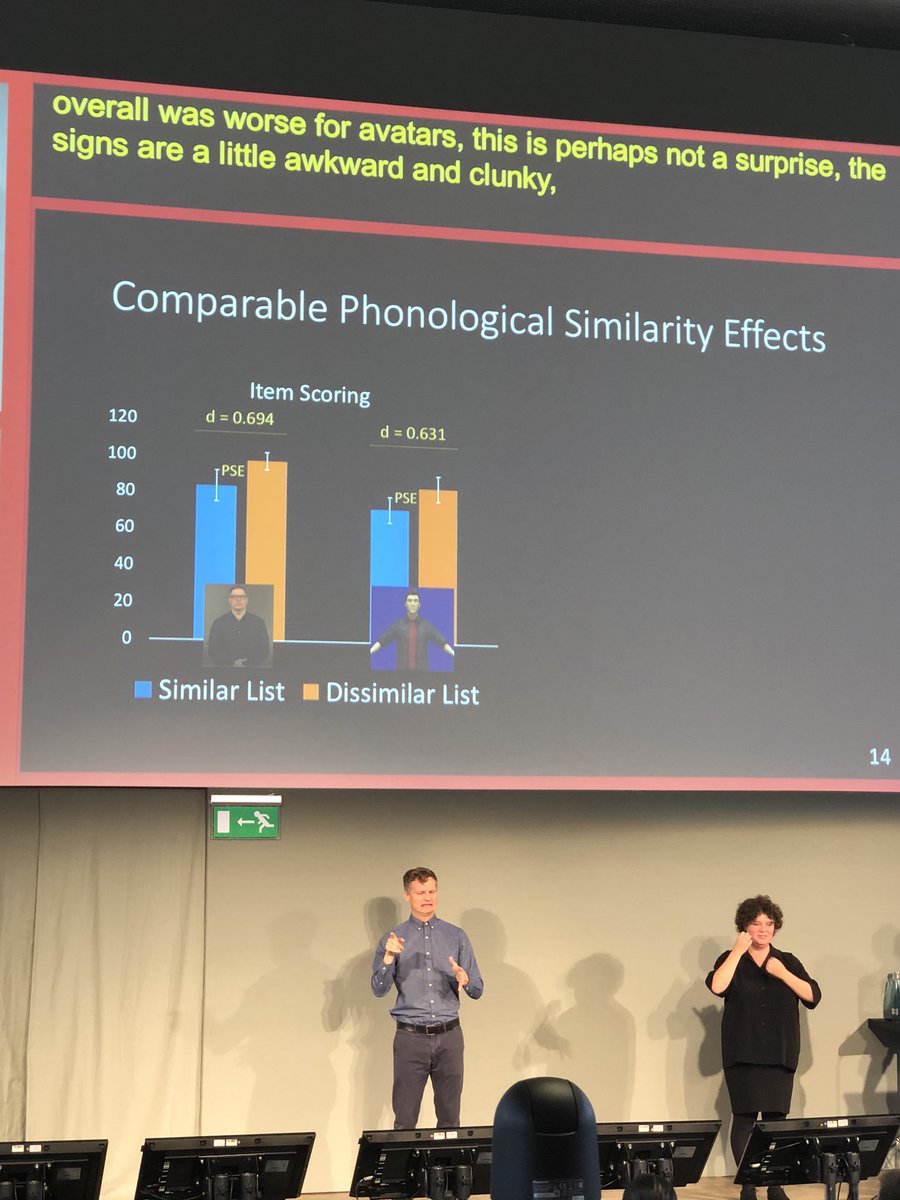 overall was worse for avatars, this is perhaps not a surprise, the
signs are a little awkward and clunky,
Comparable Phonological Similarity Effects
Item Scoring
d = 0.694
d = 0.631
120
100
80
60
40
20
0
PSE
PSE
Similar List
Dissimilar List
14